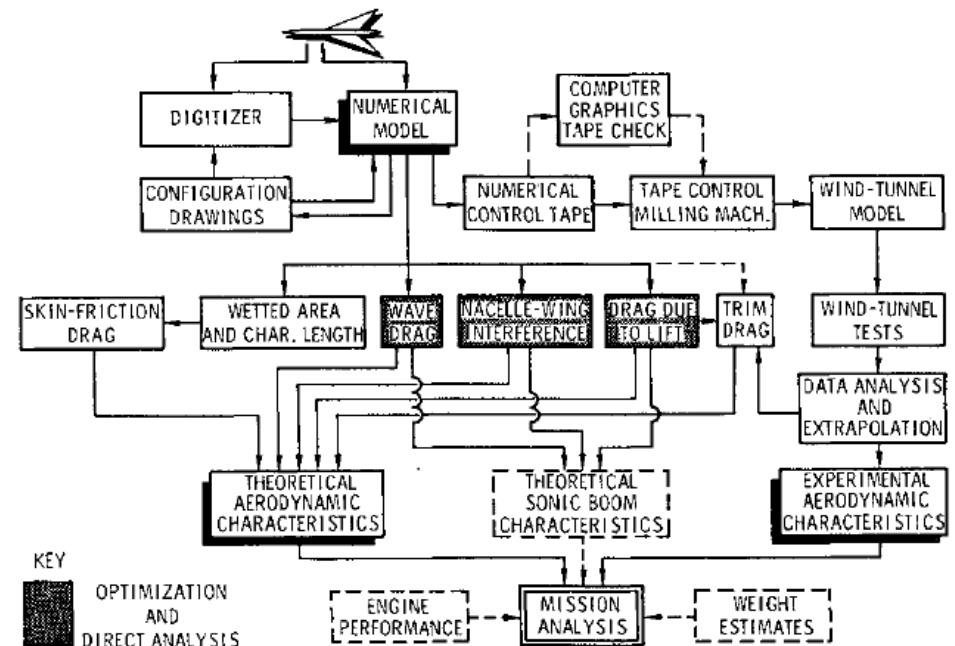 DIGITIZER
NUMERICAL
MODEL
COMPUTER
GRAPHICS
TAPE CHECK
CONFIGURATION
DRAWINGS
NUMERICAL
CONTROL TAPE
TAPE CONTROL
MILLING MACH.
WIND-TUNNEL
MODEL
SKIN-FRICTION
DRAG
WETTED AREA
AND CHAR. LENGTH
WAVE
DRAG
NACELLE-WING
INTERFERENCE
DRAG DUE
TO LIFT
TRIM
DRAG
WIND-TUNNEL
TESTS
DATA ANALYSIS
AND
EXTRAPOLATION
THEORETICAL
AERODYNAMIC
CHARACTERISTICS
THEORETICAL
SONIC BOOM
CHARACTERISTICS
EXPERIMENTAL
AERODYNAMIC
CHARACTERISTICS
KEY
OPTIMIZATION
AND
DIRECT ANALYSIS
ENGINE
PERFORMANCE
MISSION
ANALYSIS
WEIGHT
ESTIMATES